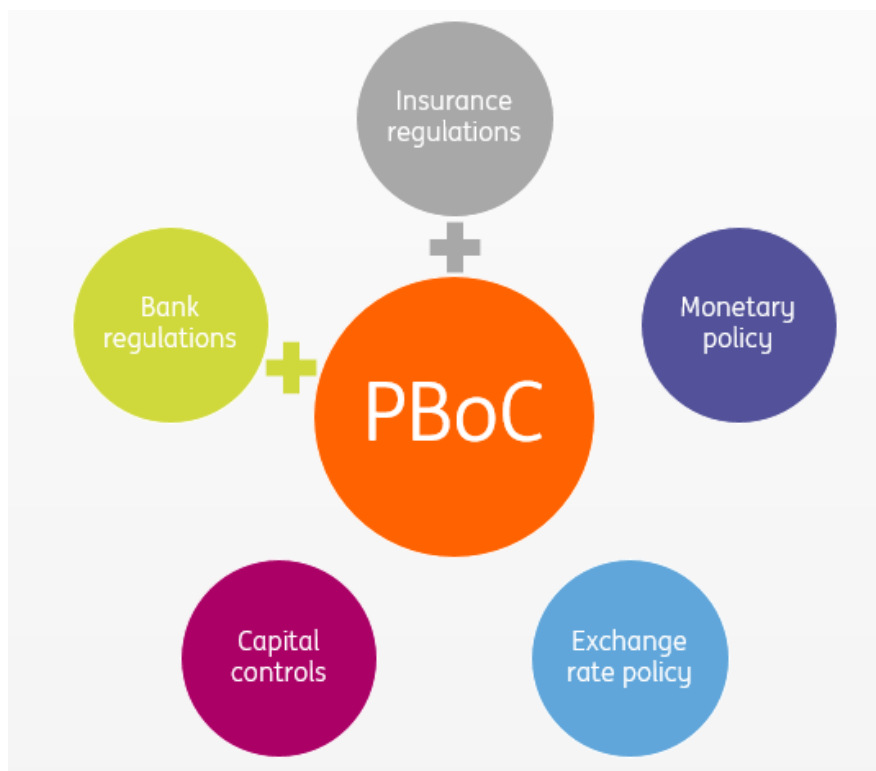 Insurance
regulations
Bank
regulations
Monetary
policy
PBoC
Capital
controls
Exchange
rate policy